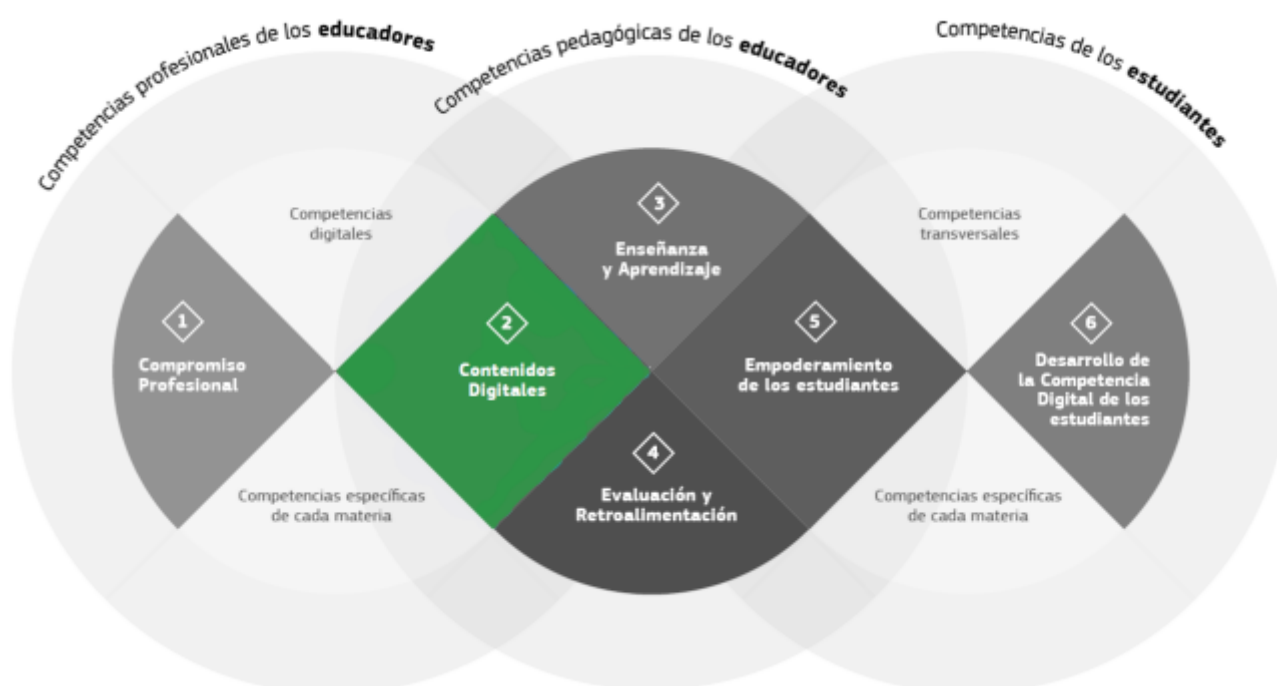 Competencias profesionales de los educadores
Competencias pedagógicas de los educadores
Competencias de los estudiantes
Competencias
digitales
3
Enseñanza
y Aprendizaje
Competencias
transversales
1
Compromiso
Profesional
2
Contenidos
Digitales
5
Empoderamiento
de los estudiantes
6
Desarrollo de
la Competencia
Digital de los
estudiantes
Competencias específicas
de cada materia
4
Evaluación y
Retroalimentación
Competencias específicas
de cada materia